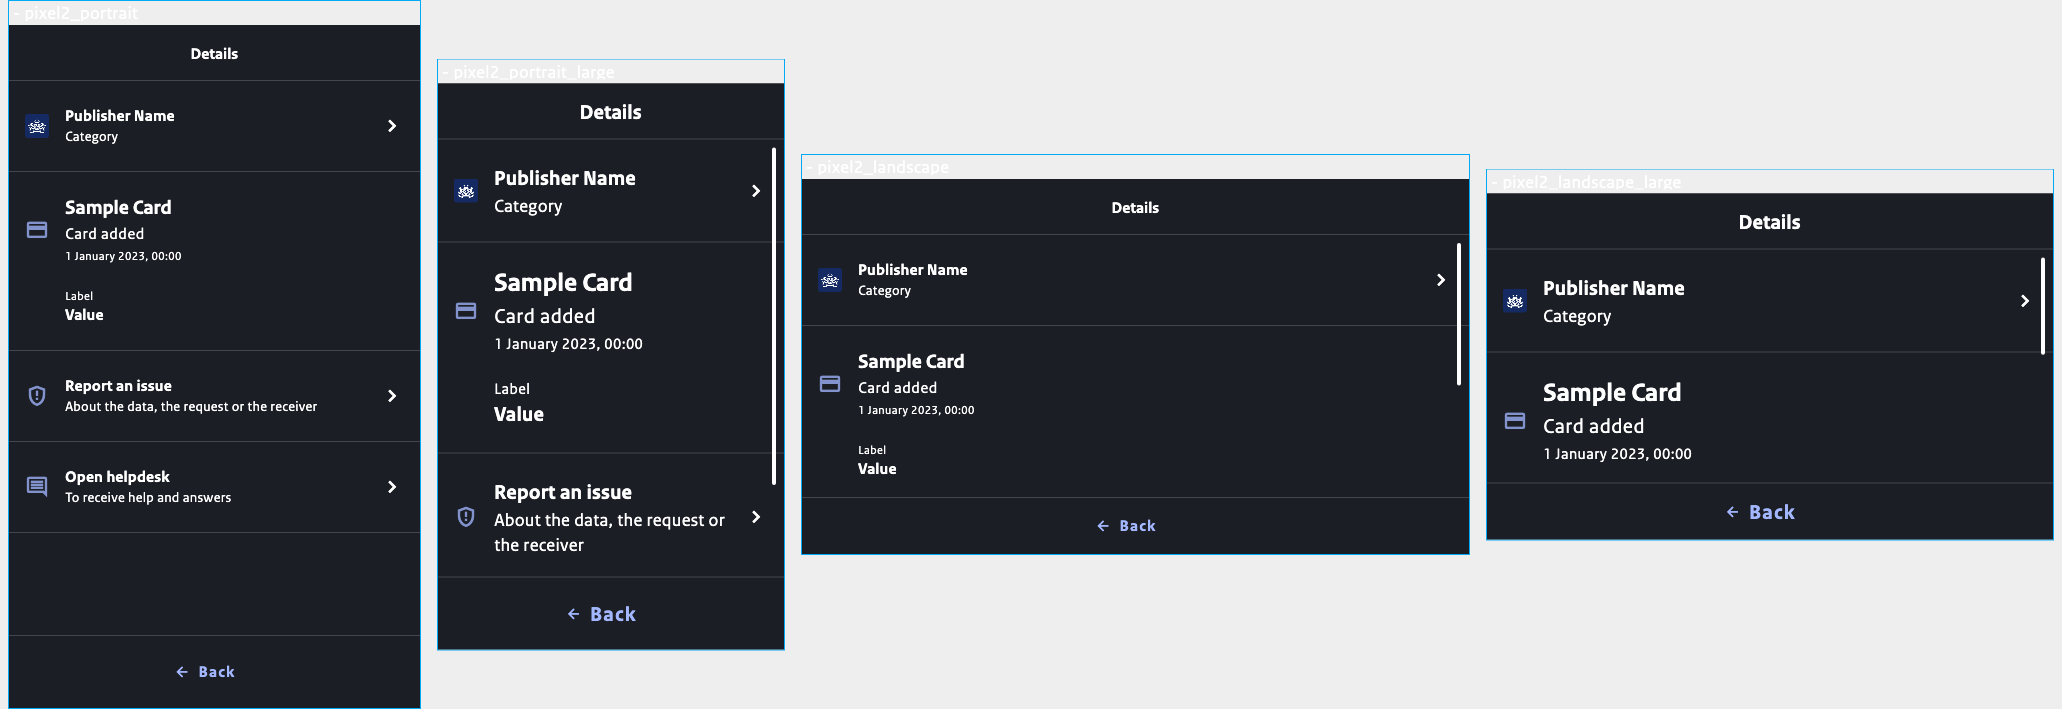 - pixel2_portrait
Details
Publisher Name
Category
Sample Card
Card added
1 January 2023, 00:00
Label
Value
Report an issue
About the data, the request or the receiver
Open helpdesk
To receive help and answers
Back
- pixel2_portrait_large
Details
Publisher Name
Category
Sample Card
Card added
1 January 2023, 00:00
Label
Value
Report an issue
About the data, the request or
the receiver
Back
- pixel2_landscape
Details
Publisher Name
Category
Sample Card
Card added
1 January 2023, 00:00
Label
Value
Back
- pixel2_landscape_large
Details
Publisher Name
Category
Sample Card
Card added
1 January 2023, 00:00
Back